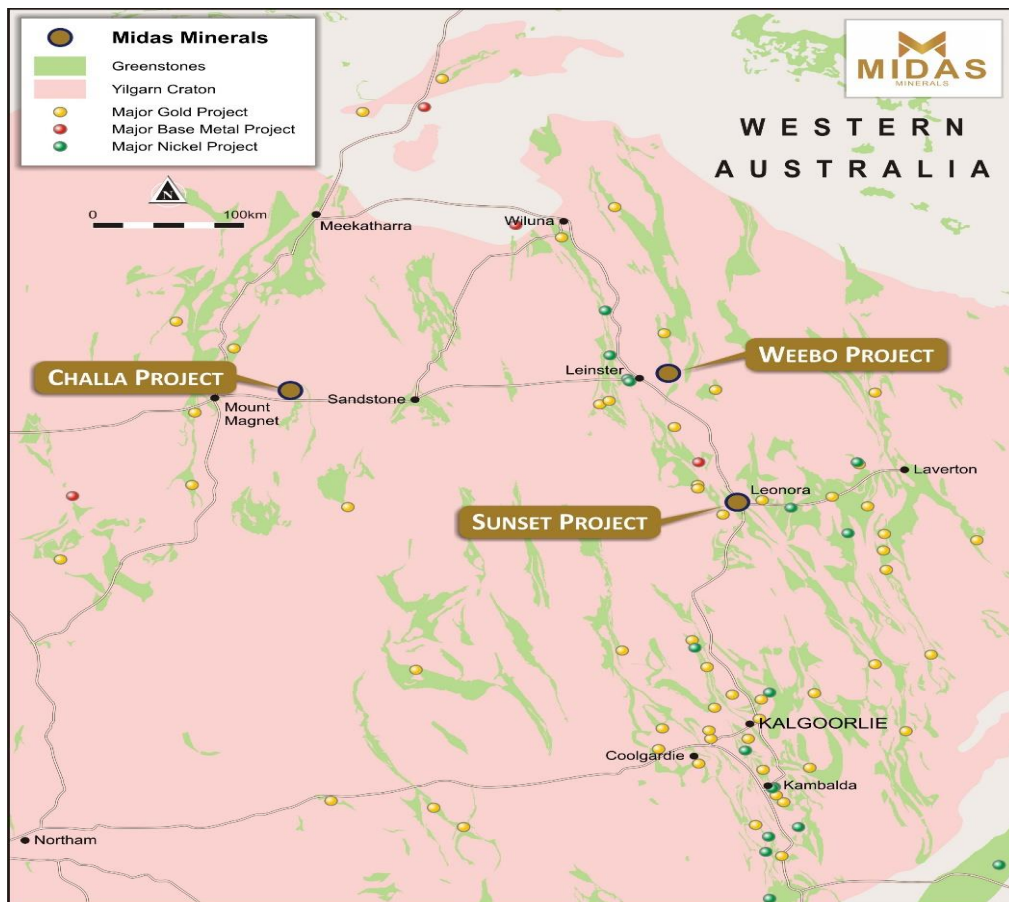 Midas Minerals
Greenstones
Yilgarn Craton
Major Gold Project
Major Base Metal Project
Major Nickel Project
MIDAS
MINERALS
WESTERN
AUSTRALIA
N
0 100km
Meekatharra
Wiluna
CHALLA PROJECT
WEEBO PROJECT
Leinster
Sandstone
Mount
Magnet
Laverton
Leonora
SUNSET PROJECT
KALGOORLIE
Coolgardie
Kambalda
Northam